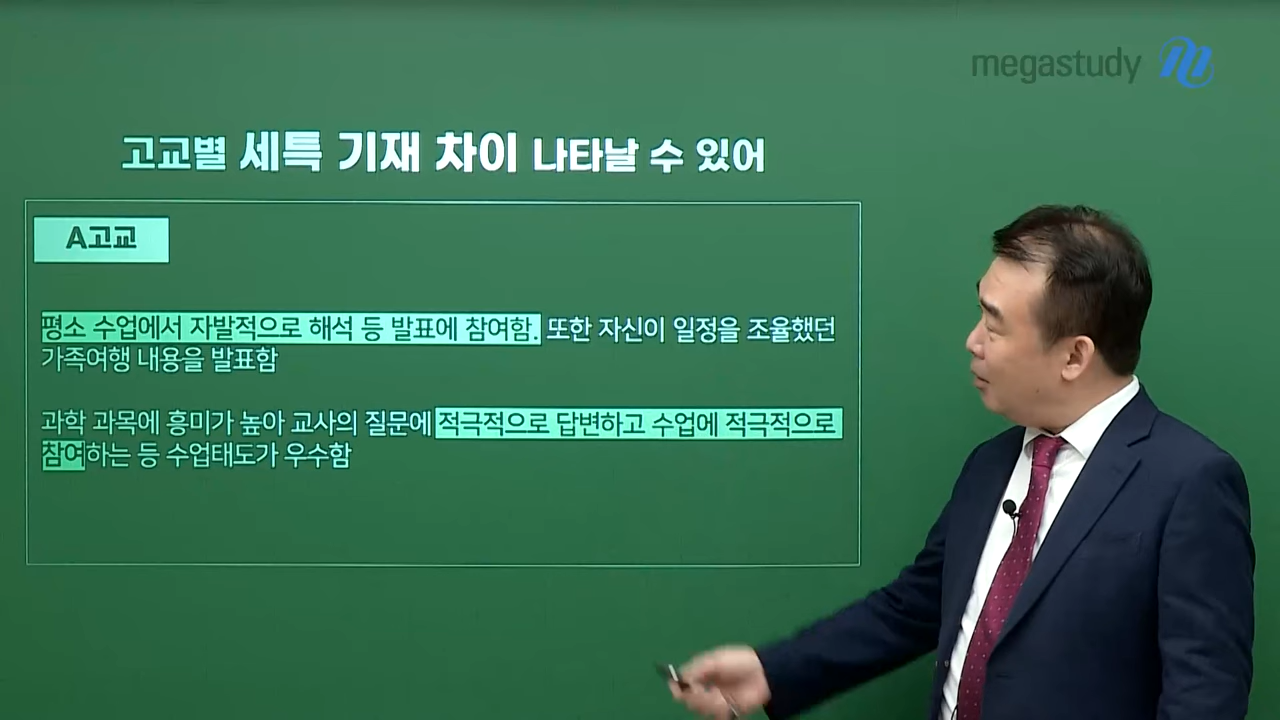 megastudy
고교별 세특 기재 차이 나타날 수 있어
A고교
평소 수업에서 자발적으로 해석 등 발표에 참여함. 또한 자신이 일정을 조율했던
가족여행 내용을 발표함
과학 과목에 흥미가 높아 교사의 질문에 적극적으로 답변하고 수업에 적극적으로
참여하는 등 수업태도가 우수함